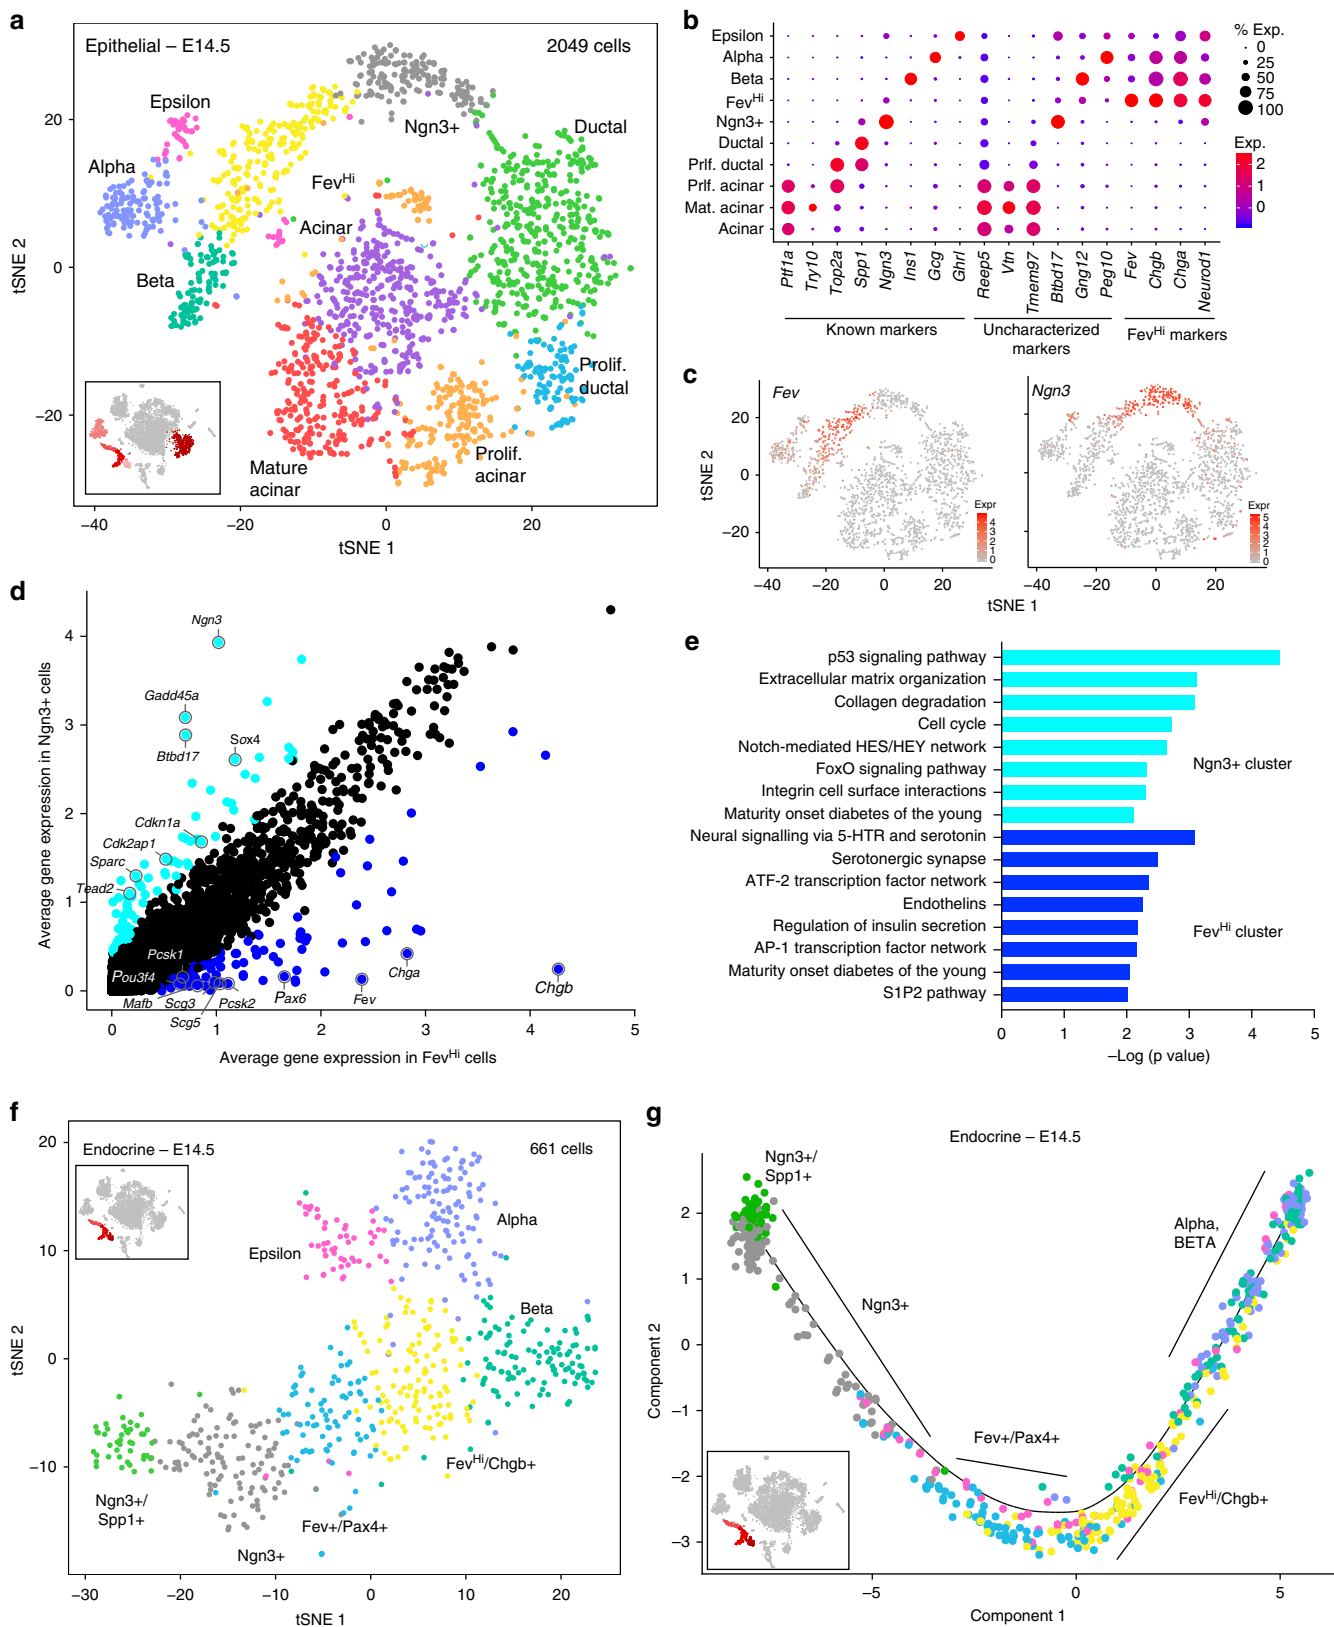 a
Epithelial – E14.5
2049 cells
Epsilon
Alpha
Beta
Ngn3+
Ductal
FevHi
Acinar
Prolif.
ductal
Prolif.
acinar
Mature
acinar
20
0
−20
−40
−20
0
20
tSNE 2
tSNE 1
b
Epsilon
Alpha
Beta
FevHi
Ngn3+
Ductal
Prlf. ductal
Prlf. acinar
Mat. acinar
Acinar
Ptf1a
Try10
Top2a
Spp1
Ngn3
Ins1
Gcg
Ghrl
Reep5
Vtn
Tmem97
Btbd17
Gng12
Peg10
Fev
Chgb
Chga
Neurod1
Known markers
Uncharacterized
markers
FevHi markers
% Exp.
0
25
50
75
100
Exp.
2
1
0
c
Fev
20
0
−20
−40
−20
0
20
Expr
4
3
2
1
0
Ngn3
−40
−20
0
20
Expr
5
4
3
2
1
0
tSNE 2
tSNE 1
d
Ngn3
Gadd45a
Btbd17
Sox4
Cdkn1a
Cdk2ap1
Sparc
Tead2
Pcsk1
Pou3f4
Mafb
Scg3
Scg5
Pcsk2
Pax6
Fev
Chga
Chgb
4
3
2
1
0
0
1
2
3
4
5
Average gene expression in Ngn3+ cells
Average gene expression in FevHi cells
e
p53 signaling pathway
Extracellular matrix organization
Collagen degradation
Cell cycle
Notch-mediated HES/HEY network
FoxO signaling pathway
Integrin cell surface interactions
Maturity onset diabetes of the young
Neural signalling via 5-HTR and serotonin
Serotonergic synapse
ATF-2 transcription factor network
Endothelins
Regulation of insulin secretion
AP-1 transcription factor network
Maturity onset diabetes of the young
S1P2 pathway
Ngn3+ cluster
FevHi cluster
0
1
2
3
4
5
−Log (p value)
f
Endocrine – E14.5
661 cells
Epsilon
Alpha
Beta
FevHi/Chgb+
Fev+/Pax4+
Ngn3+
Ngn3+/
Spp1+
20
10
0
−10
−30
−20
−10
0
10
20
tSNE 2
tSNE 1
g
Endocrine – E14.5
Ngn3+/
Spp1+
Ngn3+
Fev+/Pax4+
Alpha,
BETA
FevHi/Chgb+
2
1
0
−1
−2
−3
−5
0
5
Component 2
Component 1